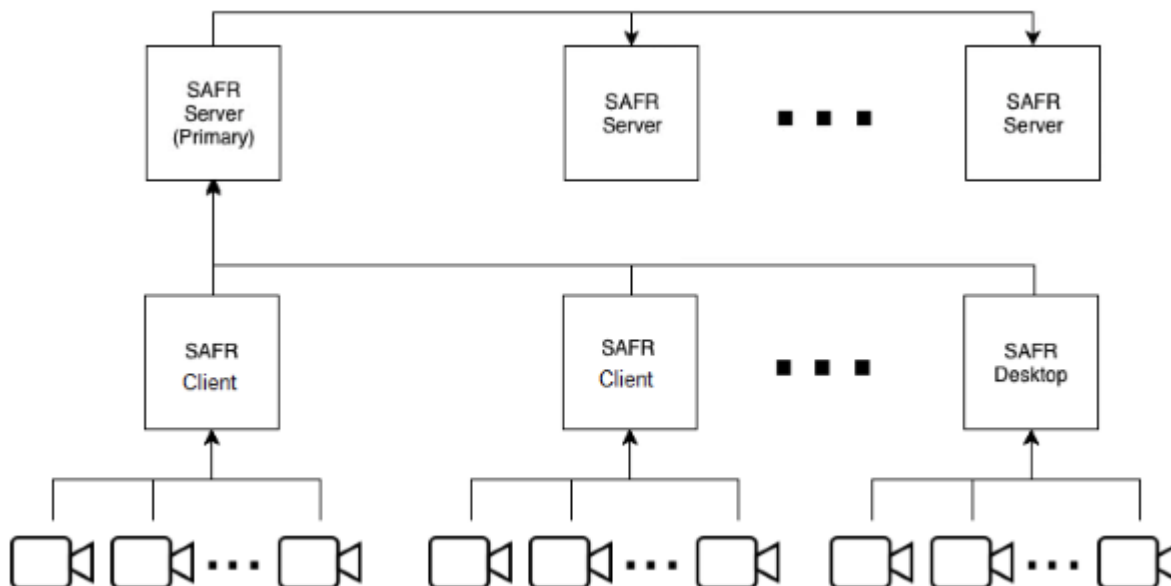 SAFR
Server
(Primary)
SAFR
Server
SAFR
Server
SAFR
Client
SAFR
Client
SAFR
Desktop